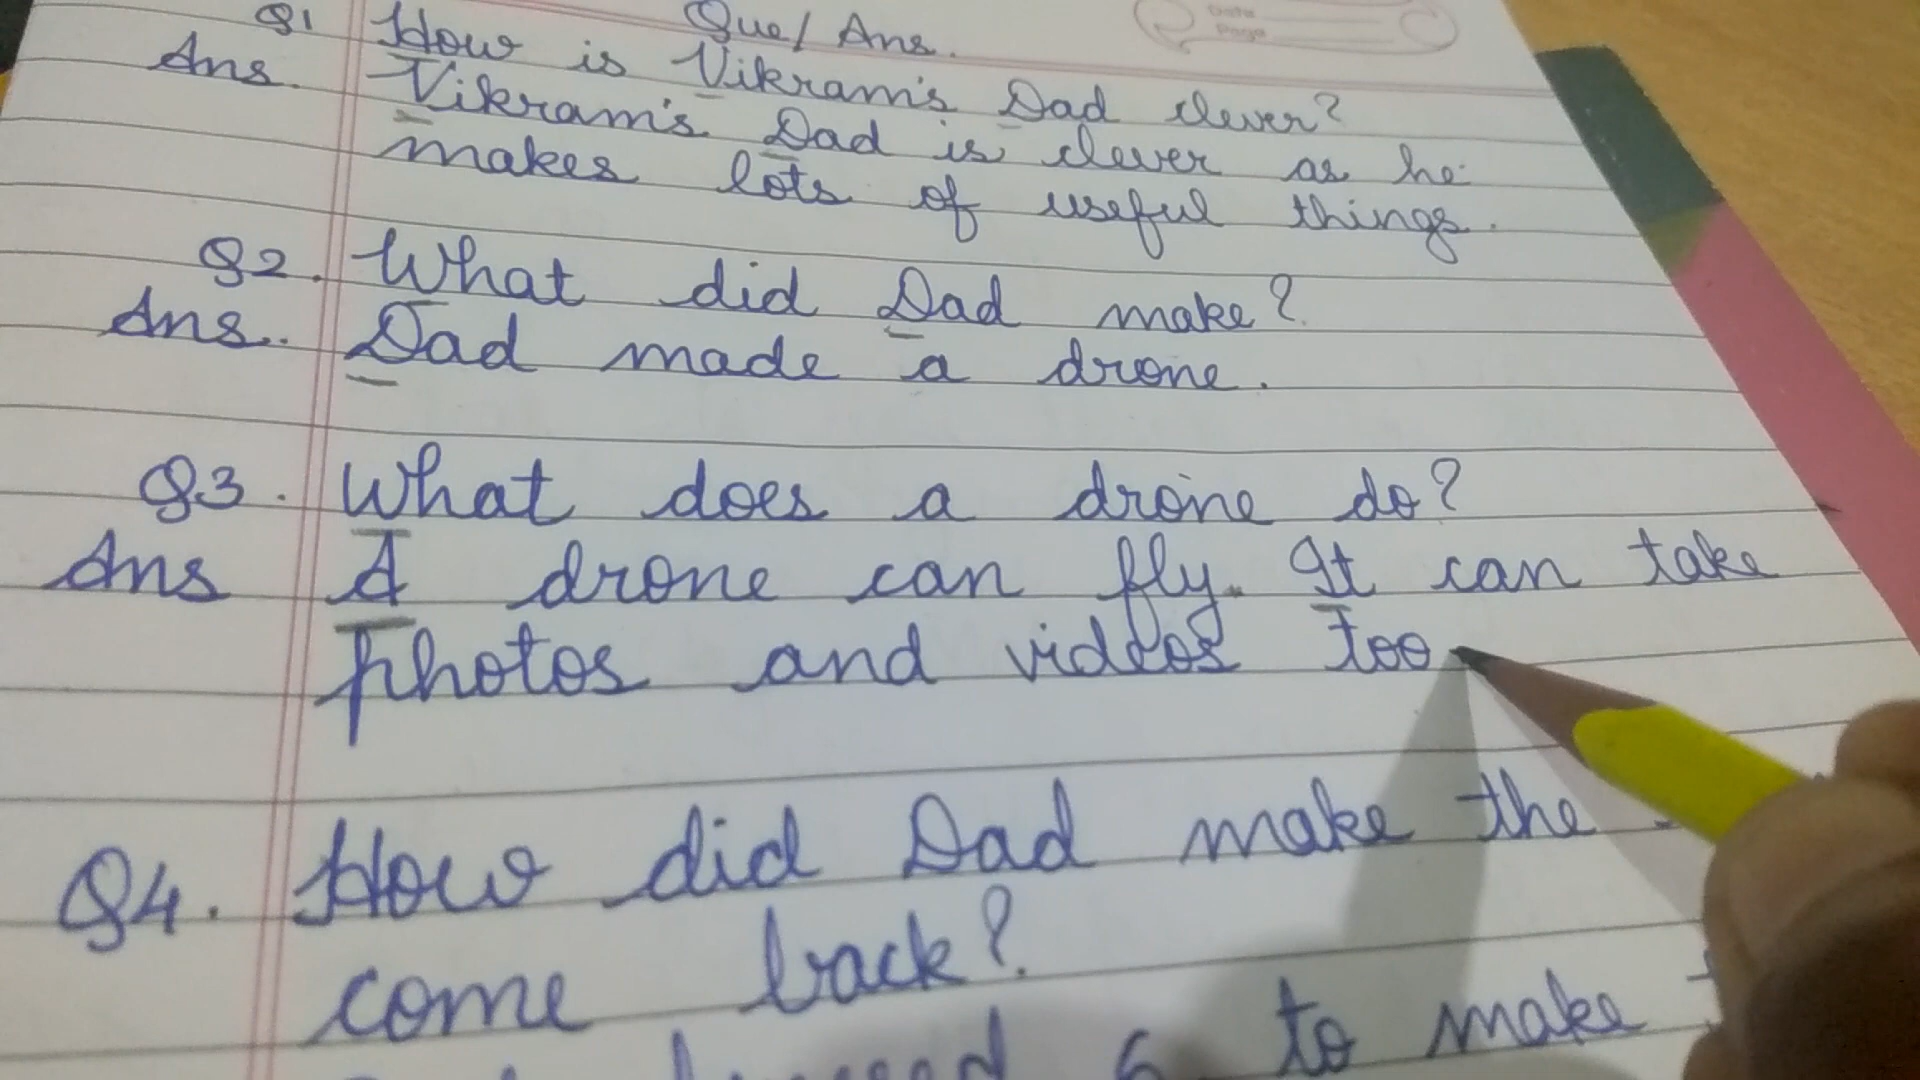 Que/Ans.
Date
Page
Q1 How is Vikram's Dad clever?
Ans. Vikram's Dad is clever as he
makes lots of useful things.
Q2. What did Dad make?
Ans. Dad made a drone.
Q3. What does a drone do?
Ans A drone can fly. It can take
photos and videos too
Q4. How did Dad make the
come back?
to make